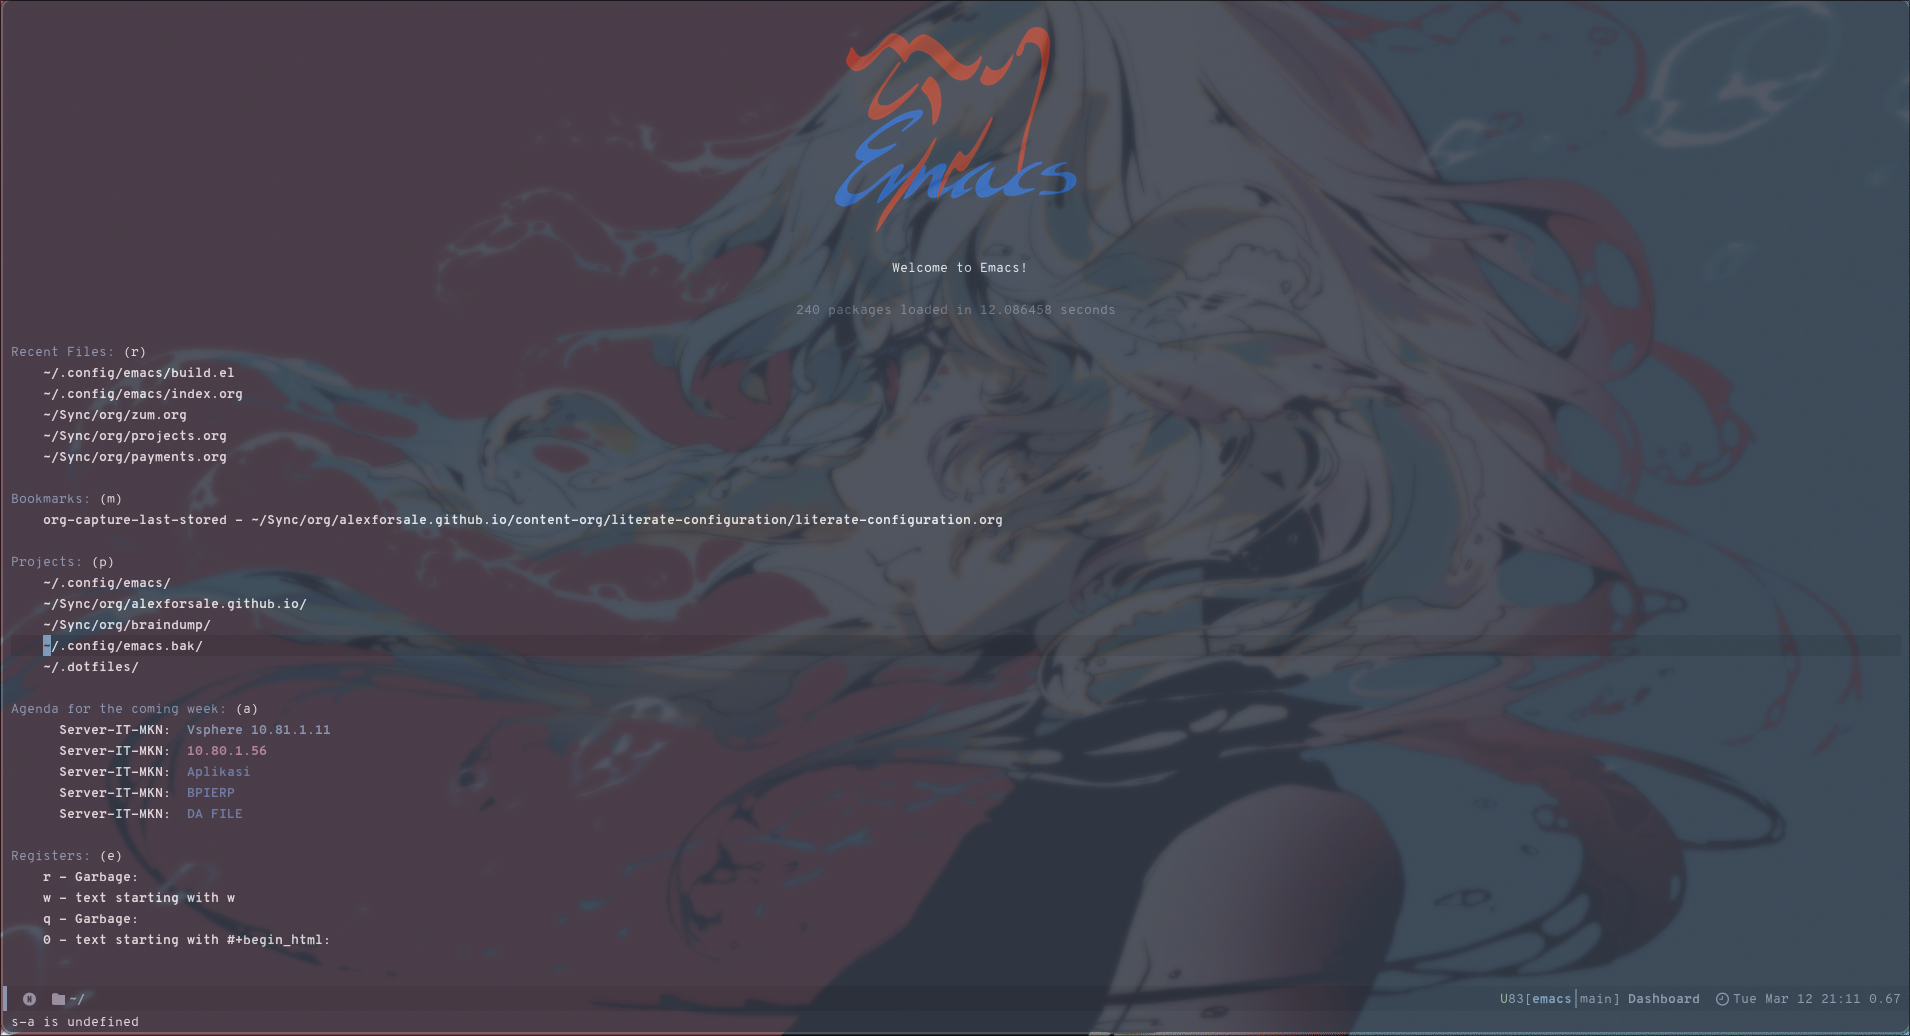 Emacs
Welcome to Emacs!
240 packages loaded in 12.086458 seconds
Recent Files: (r)
~/.config/emacs/build.el
~/.config/emacs/index.org
~/Sync/org/zum.org
~/Sync/org/projects.org
~/Sync/org/payments.org
Bookmarks: (m)
org-capture-last-stored - ~/Sync/org/alexforsale.github.io/content-org/literate-configuration/literate-configuration.org
Projects: (p)
~/.config/emacs/
~/Sync/org/alexforsale.github.io/
~/Sync/org/braindump/
~/.config/emacs.bak/
~/.dotfiles/
Agenda for the coming week: (a)
Server-IT-MKN: Vsphere 10.81.1.11
Server-IT-MKN: 10.80.1.56
Server-IT-MKN: Aplikasi
Server-IT-MKN: BPIERP
Server-IT-MKN: DA FILE
Registers: (e)
r - Garbage:
w - text starting with w
q - Garbage:
0 - text starting with #+begin_html:
N ~/ U83[emacs|main] Dashboard Tue Mar 12 21:11 0.67
s-a is undefined